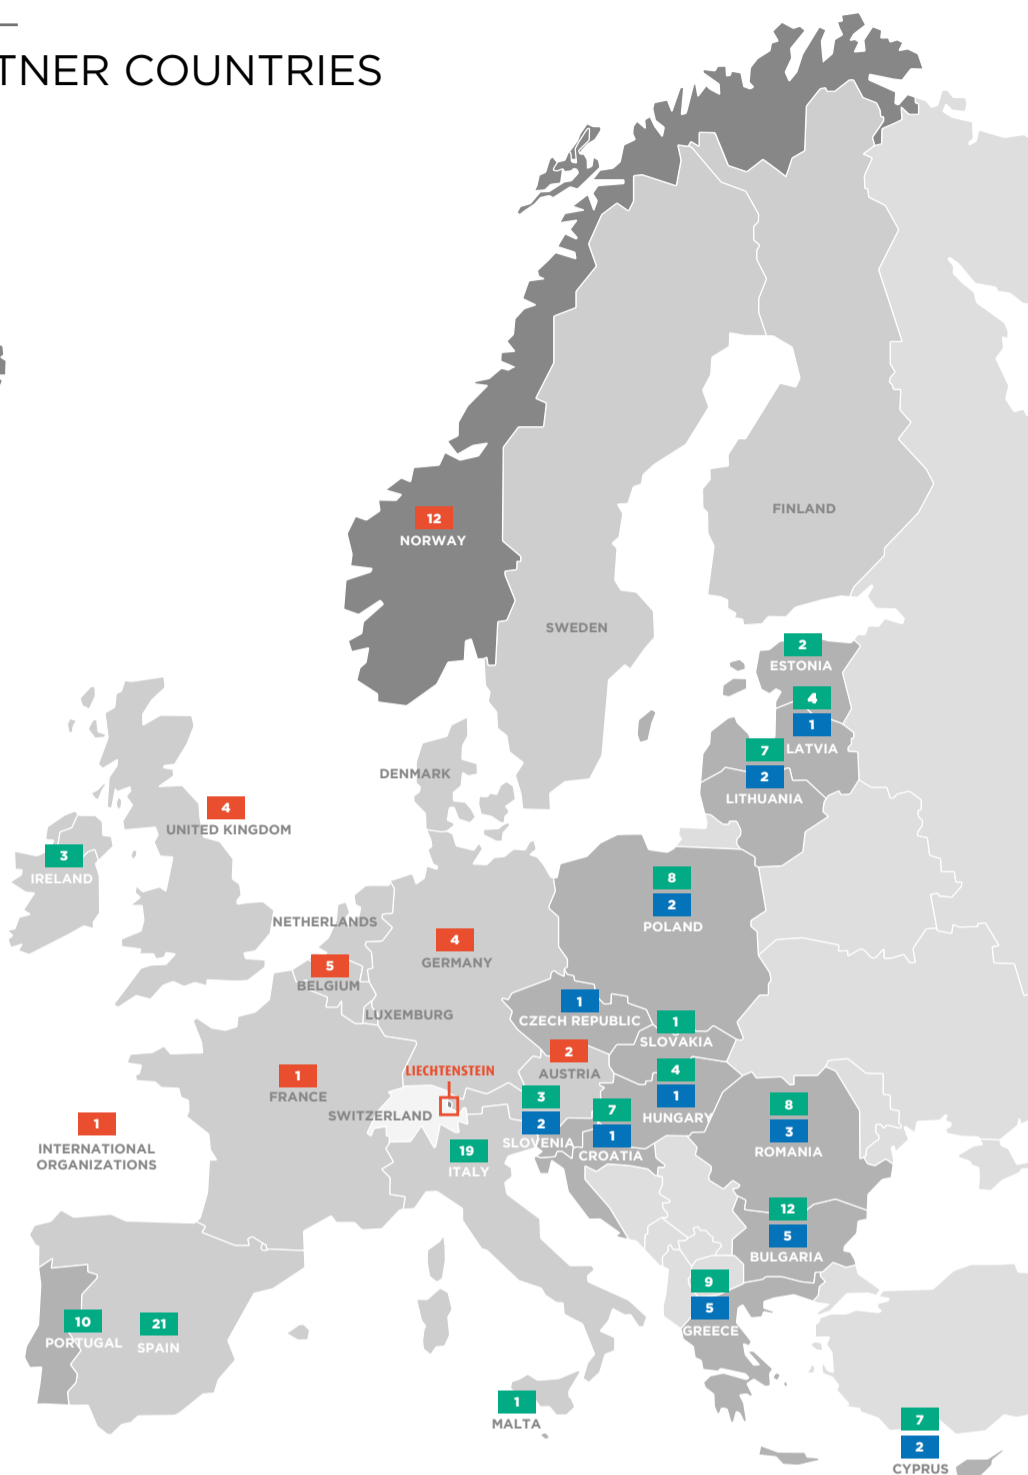 TNER COUNTRIES
12
NORWAY
FINLAND
SWEDEN
2
ESTONIA
4
1
LATVIA
7
2
LITHUANIA
DENMARK
4
UNITED KINGDOM
3
IRELAND
8
2
POLAND
NETHERLANDS
4
GERMANY
5
BELGIUM
LUXEMBURG
1
CZECH REPUBLIC
1
SLOVAKIA
2
AUSTRIA
1
FRANCE
LIECHTENSTEIN
SWITZERLAND
4
1
HUNGARY
3
2
SLOVENIA
7
1
CROATIA
8
3
ROMANIA
1
INTERNATIONAL
ORGANIZATIONS
19
ITALY
12
5
BULGARIA
9
5
GREECE
10
PORTUGAL
21
SPAIN
1
MALTA
7
2
CYPRUS